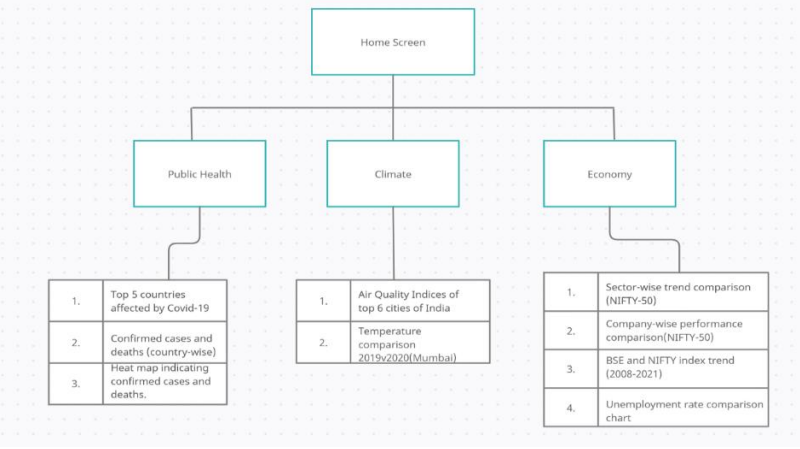 Home Screen
Public Health
Climate
Economy
1.
Top 5 countries
affected by Covid-19
2.
Confirmed cases and
deaths (country-wise)
3.
Heat map indicating
confirmed cases and
deaths.
1.
Air Quality Indices of
top 6 cities of India
2.
Temperature
comparison
2019v2020(Mumbai)
1.
Sector-wise trend comparison
(NIFTY-50)
2.
Company-wise performance
comparison(NIFTY-50)
3.
BSE and NIFTY index trend
(2008-2021)
4.
Unemployment rate comparison
chart